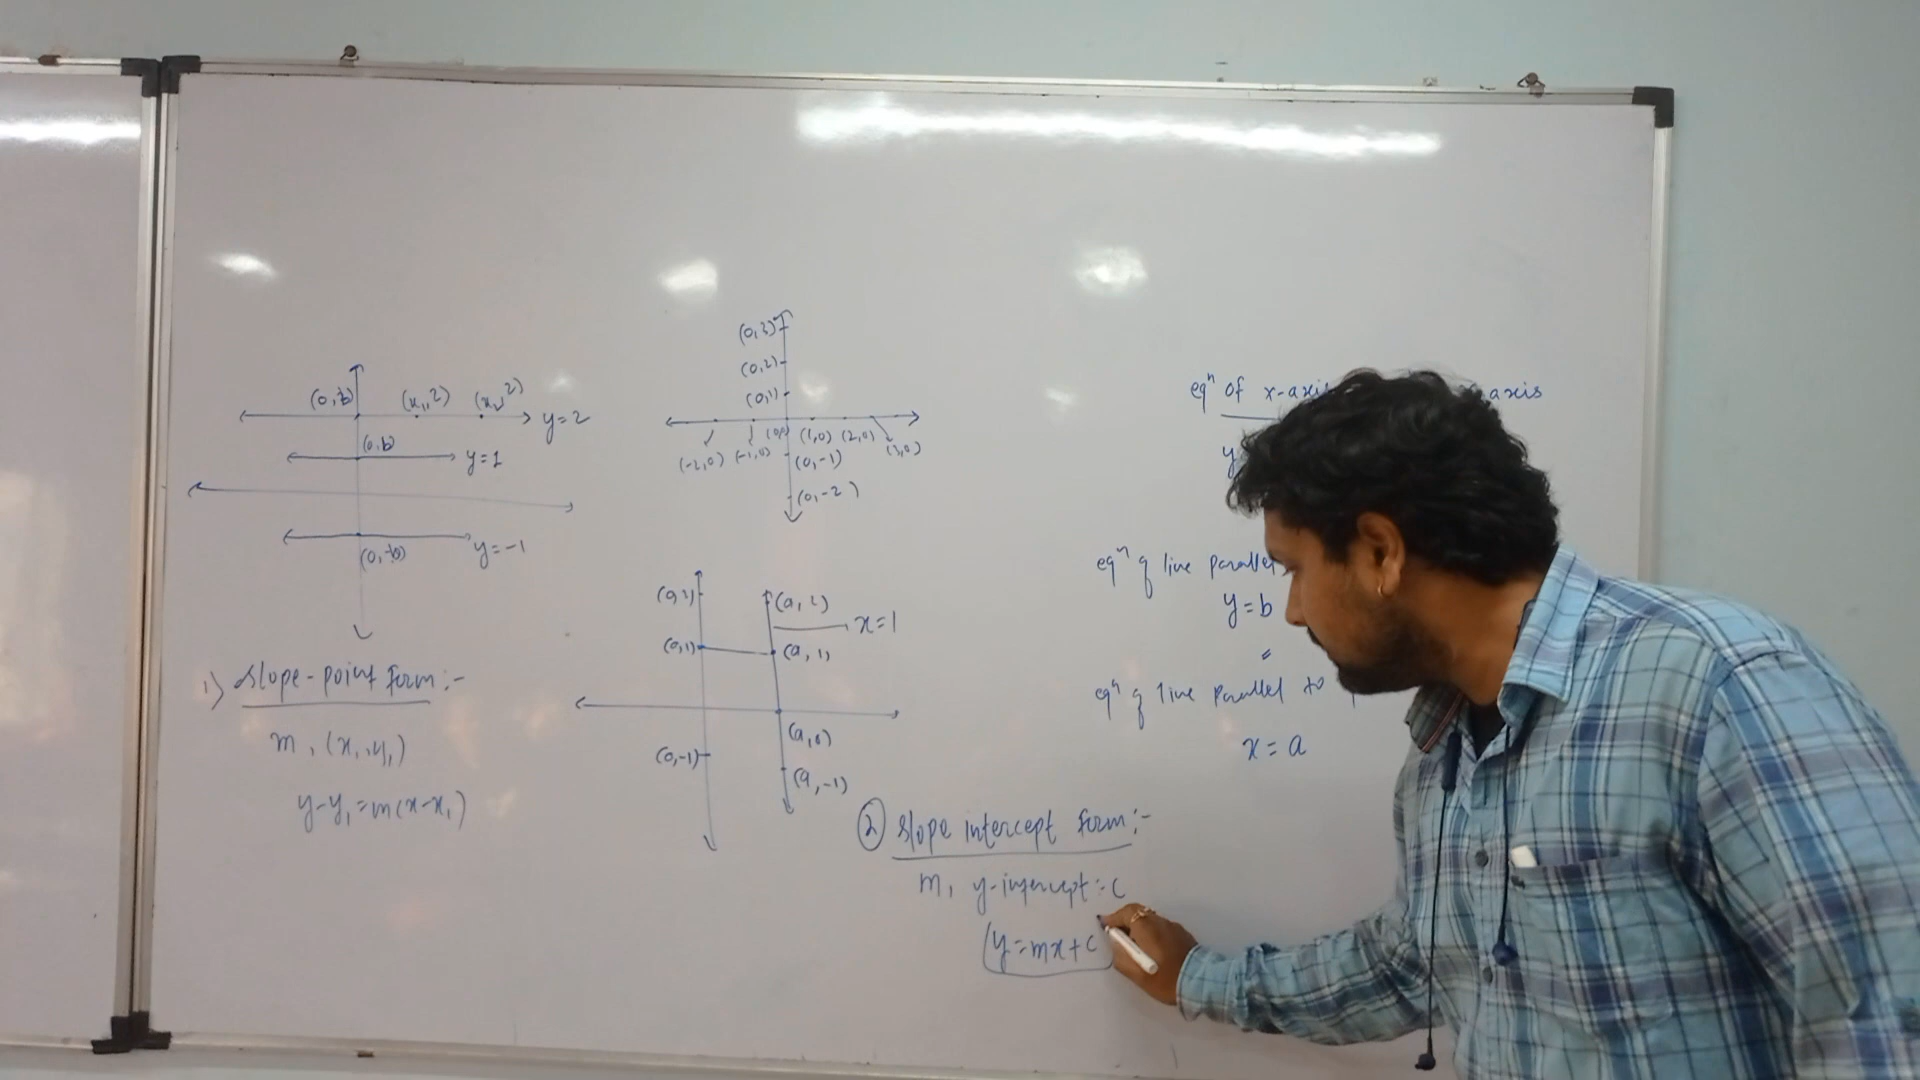 (0,b) (x₁,2) (x₂,2) y=2
(0,b) y=1
(0,-b) y=-1
1) Slope-point form:-
m, (x₁,y₁)
y-y₁=m(x-x₁)
(0,3)
(0,2)
(0,1)
(-2,0) (-1,0) (1,0) (2,0) (3,0)
(0,-1)
(0,-2)
(0,2) (a,2)
x=1
(0,1) (a,1)
(a,0)
(0,-1) (a,-1)
② Slope intercept form:-
m, y-intercept:-c
y=mx+c
eqⁿ of x-axis axis
y
eqⁿ of line parallel
y=b
eqⁿ of line parallel to
x=a